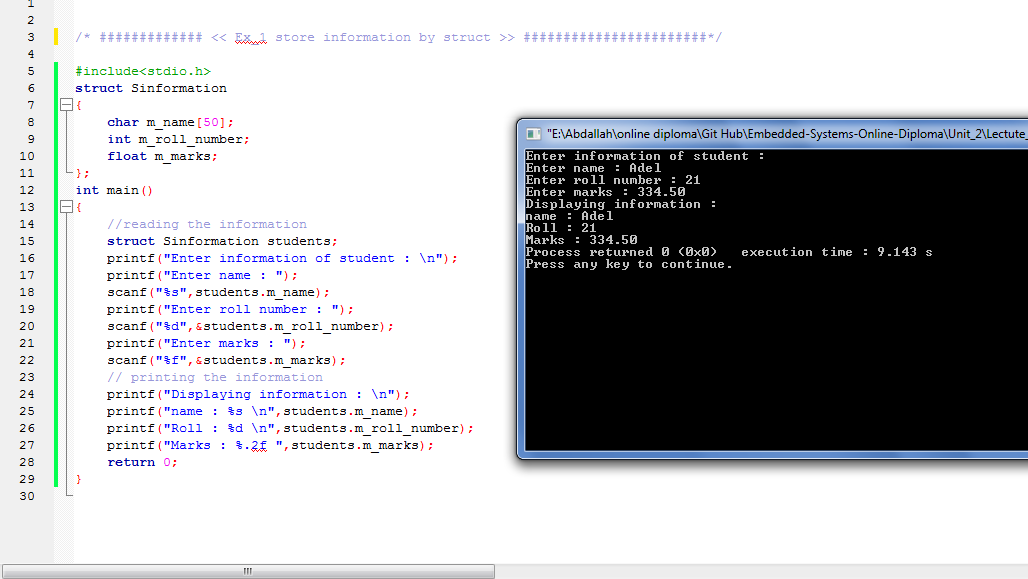 1
2
3 /* ############# << Ex_1 store information by struct >> #######################*/
4
5 #include<stdio.h>
6 struct Sinformation
7 {
8 char m_name[50];
9 int m_roll_number;
10 float m_marks;
11 };
12 int main()
13 {
14 //reading the information
15 struct Sinformation students;
16 printf("Enter information of student : \n");
17 printf("Enter name : ");
18 scanf("%s",students.m_name);
19 printf("Enter roll number : ");
20 scanf("%d",&students.m_roll_number);
21 printf("Enter marks : ");
22 scanf("%f",&students.m_marks);
23 // printing the information
24 printf("Displaying information : \n");
25 printf("name : %s \n",students.m_name);
26 printf("Roll : %d \n",students.m_roll_number);
27 printf("Marks : %.2f ",students.m_marks);
28 return 0;
29 }
30
"E:\Abdallah\online diploma\Git Hub\Embedded-Systems-Online-Diploma\Unit_2\Lectute_
Enter information of student :
Enter name : Adel
Enter roll number : 21
Enter marks : 334.50
Displaying information :
name : Adel
Roll : 21
Marks : 334.50
Process returned 0 (0x0)   execution time : 9.143 s
Press any key to continue.